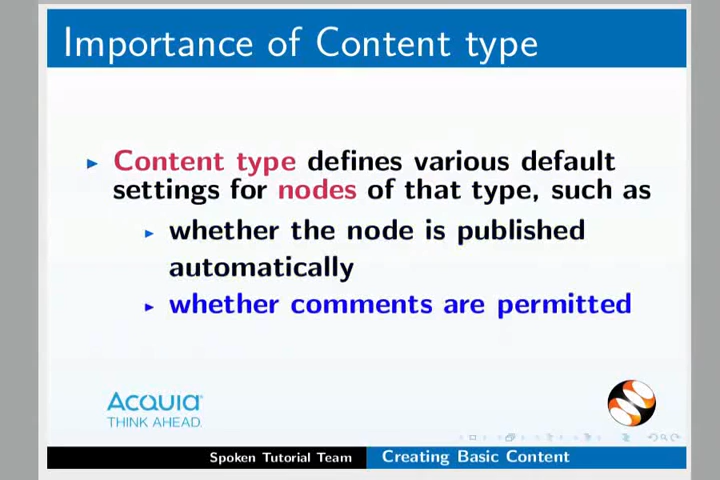 Importance of Content type
Content type defines various default
settings for nodes of that type, such as
whether the node is published
automatically
whether comments are permitted
Acquia
THINK AHEAD.
Spoken Tutorial Team
Creating Basic Content